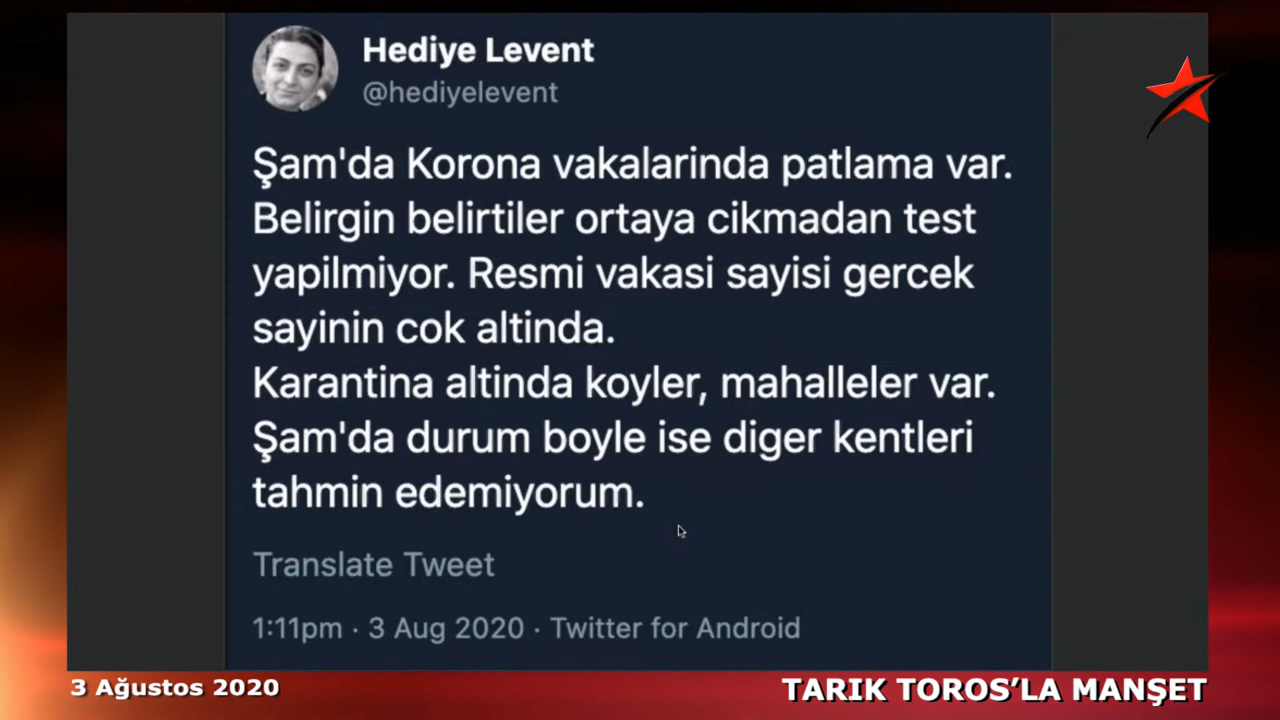 Hediye Levent
@hediyelevent
Şam'da Korona vakalarinda patlama var.
Belirgin belirtiler ortaya cikmadan test
yapilmiyor. Resmi vakasi sayisi gercek
sayinin cok altinda.
Karantina altinda koyler, mahalleler var.
Şam'da durum boyle ise diger kentleri
tahmin edemiyorum.
Translate Tweet
1:11pm · 3 Aug 2020 · Twitter for Android
3 Ağustos 2020
TARIK TOROS’LA MANŞET